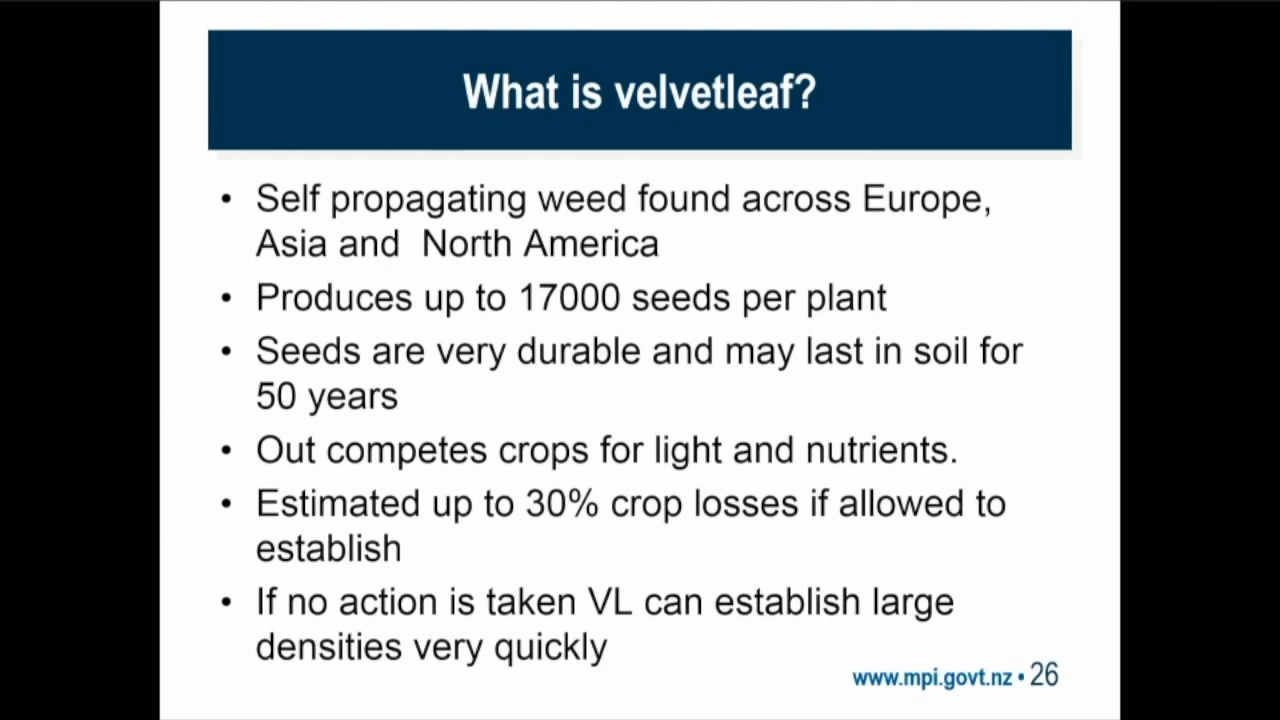 What is velvetleaf?
• Self propagating weed found across Europe,
Asia and  North America
• Produces up to 17000 seeds per plant
• Seeds are very durable and may last in soil for
50 years
• Out competes crops for light and nutrients.
• Estimated up to 30% crop losses if allowed to
establish
• If no action is taken VL can establish large
densities very quickly
www.mpi.govt.nz • 26